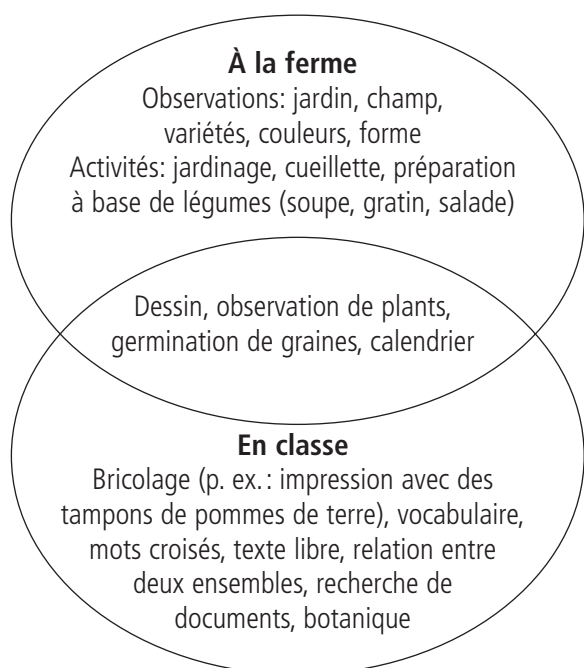 À la ferme
Observations: jardin, champ,
variétés, couleurs, forme
Activités: jardinage, cueillette, préparation
à base de légumes (soupe, gratin, salade)
Dessin, observation de plants,
germination de graines, calendrier
En classe
Bricolage (p. ex.: impression avec des
tampons de pommes de terre), vocabulaire,
mots croisés, texte libre, relation entre
deux ensembles, recherche de
documents, botanique